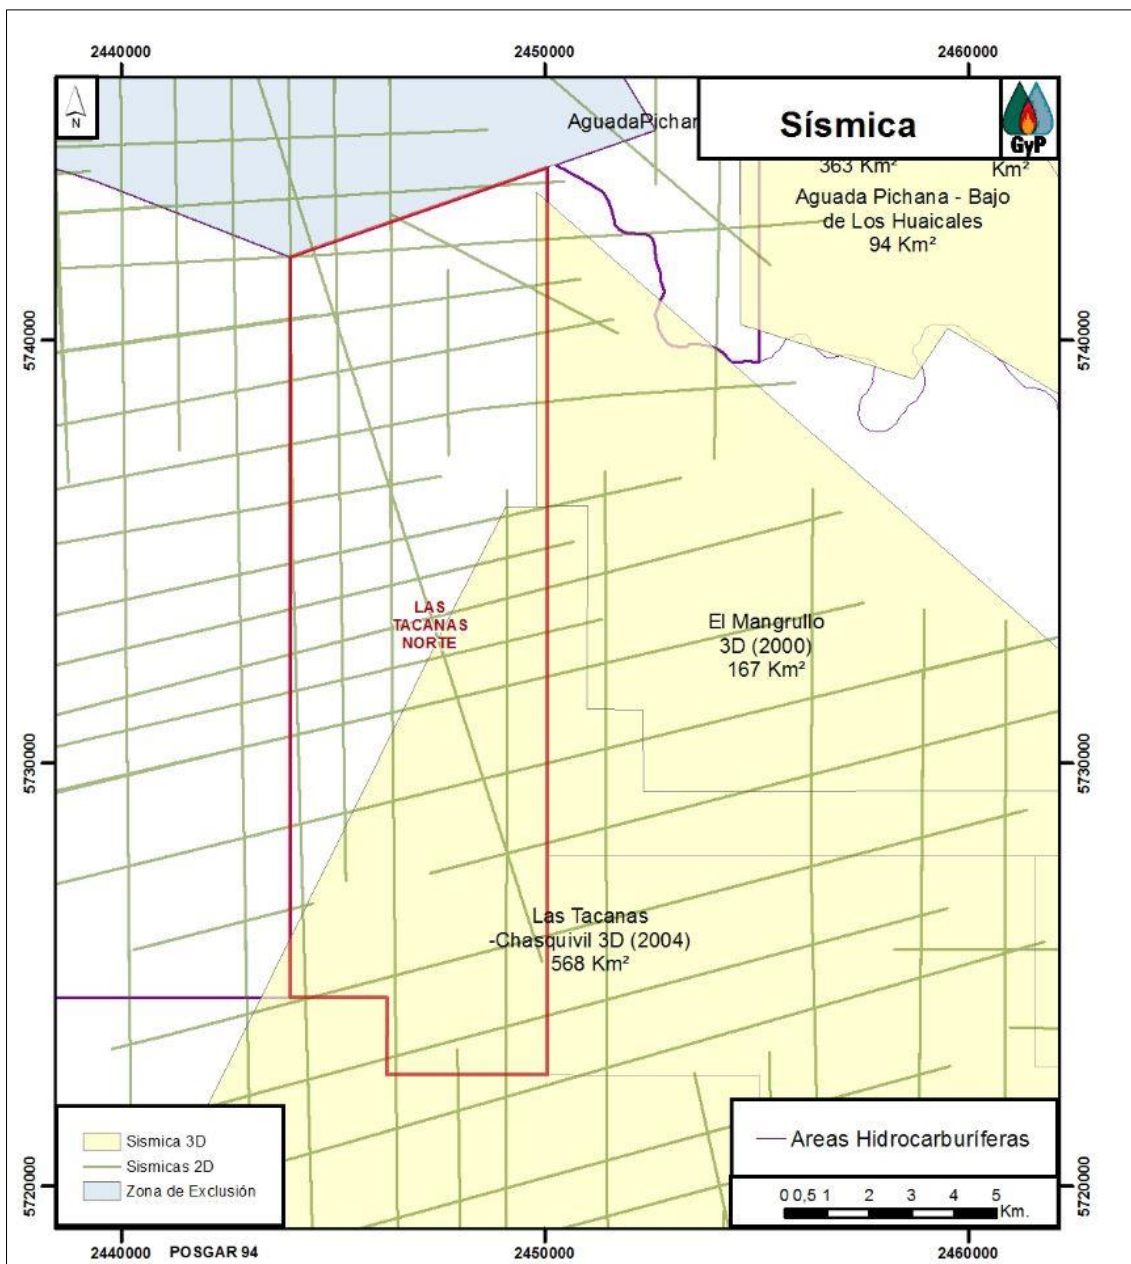 2440000
2450000
2460000
N
AguadaPichan
Sísmica
GyP
363 Km²
Km²
Aguada Pichana - Bajo
de Los Huaicales
94 Km²
5740000
5740000
LAS
TACANAS
NORTE
El Mangrullo
3D (2000)
167 Km²
5730000
5730000
Las Tacanas
-Chasquivil 3D (2004)
568 Km²
Sismica 3D
Sismicas 2D
Zona de Exclusión
Areas Hidrocarburíferas
0 0,5 1 2 3 4 5
Km.
5720000
5720000
2440000
POSGAR 94
2450000
2460000